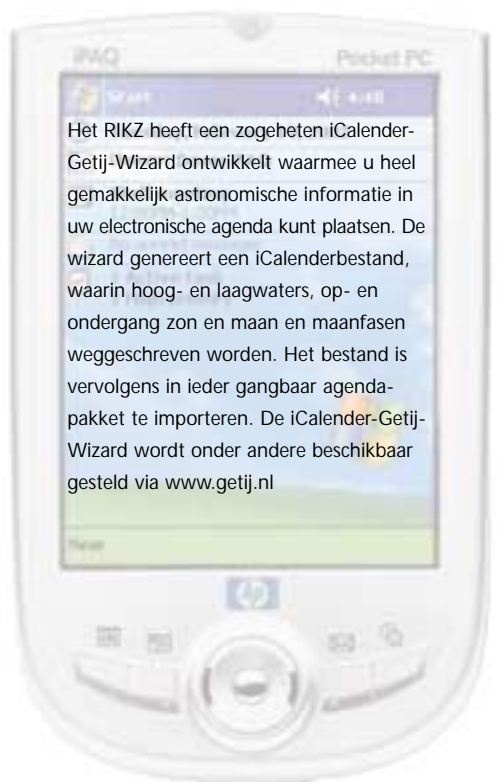 iPAQ Pocket PC
Start 4:48
Het RIKZ heeft een zogeheten iCalender-
Getij-Wizard ontwikkelt waarmee u heel
gemakkelijk astronomische informatie in
uw electronische agenda kunt plaatsen. De
wizard genereert een iCalenderbestand,
waarin hoog- en laagwaters, op- en
ondergang zon en maan en maanfasen
weggeschreven worden. Het bestand is
vervolgens in ieder gangbaar agenda-
pakket te importeren. De iCalender-Getij-
Wizard wordt onder andere beschikbaar
gesteld via www.getij.nl
New
hp